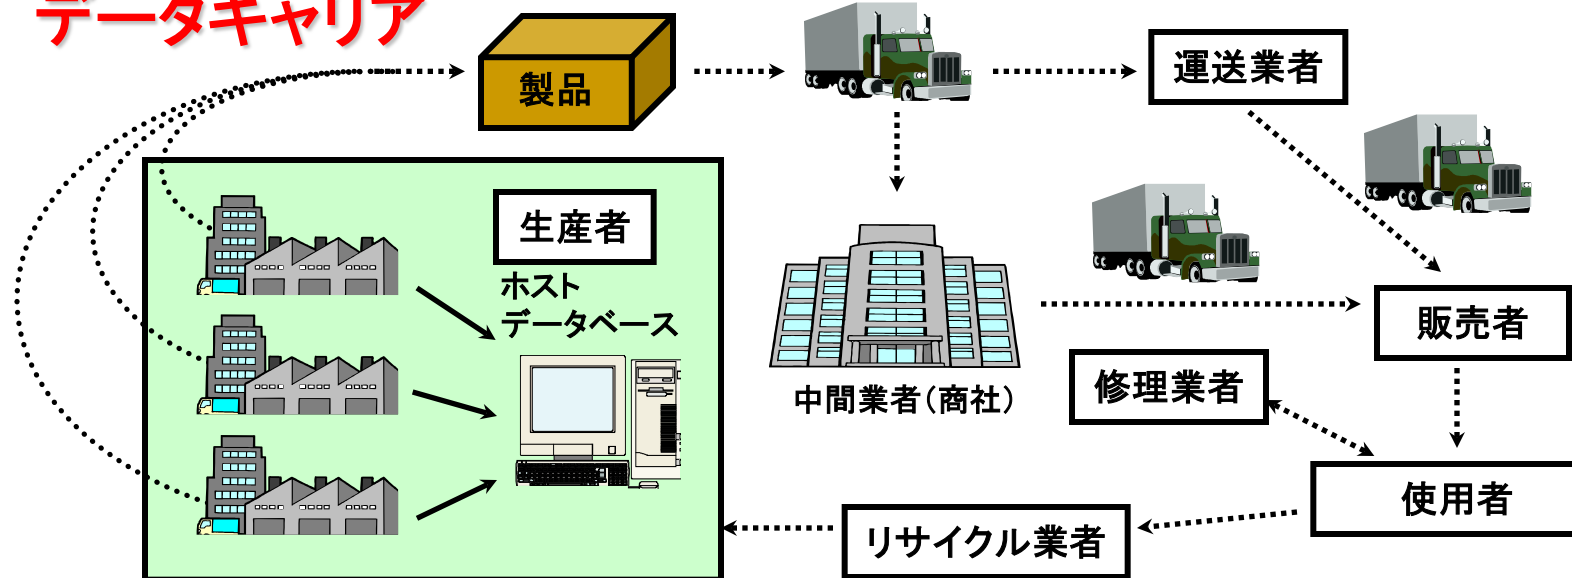 データキャリア
製品
運送業者
生産者
ホスト
データベース
販売者
修理業者
中間業者（商社）
使用者
リサイクル業者